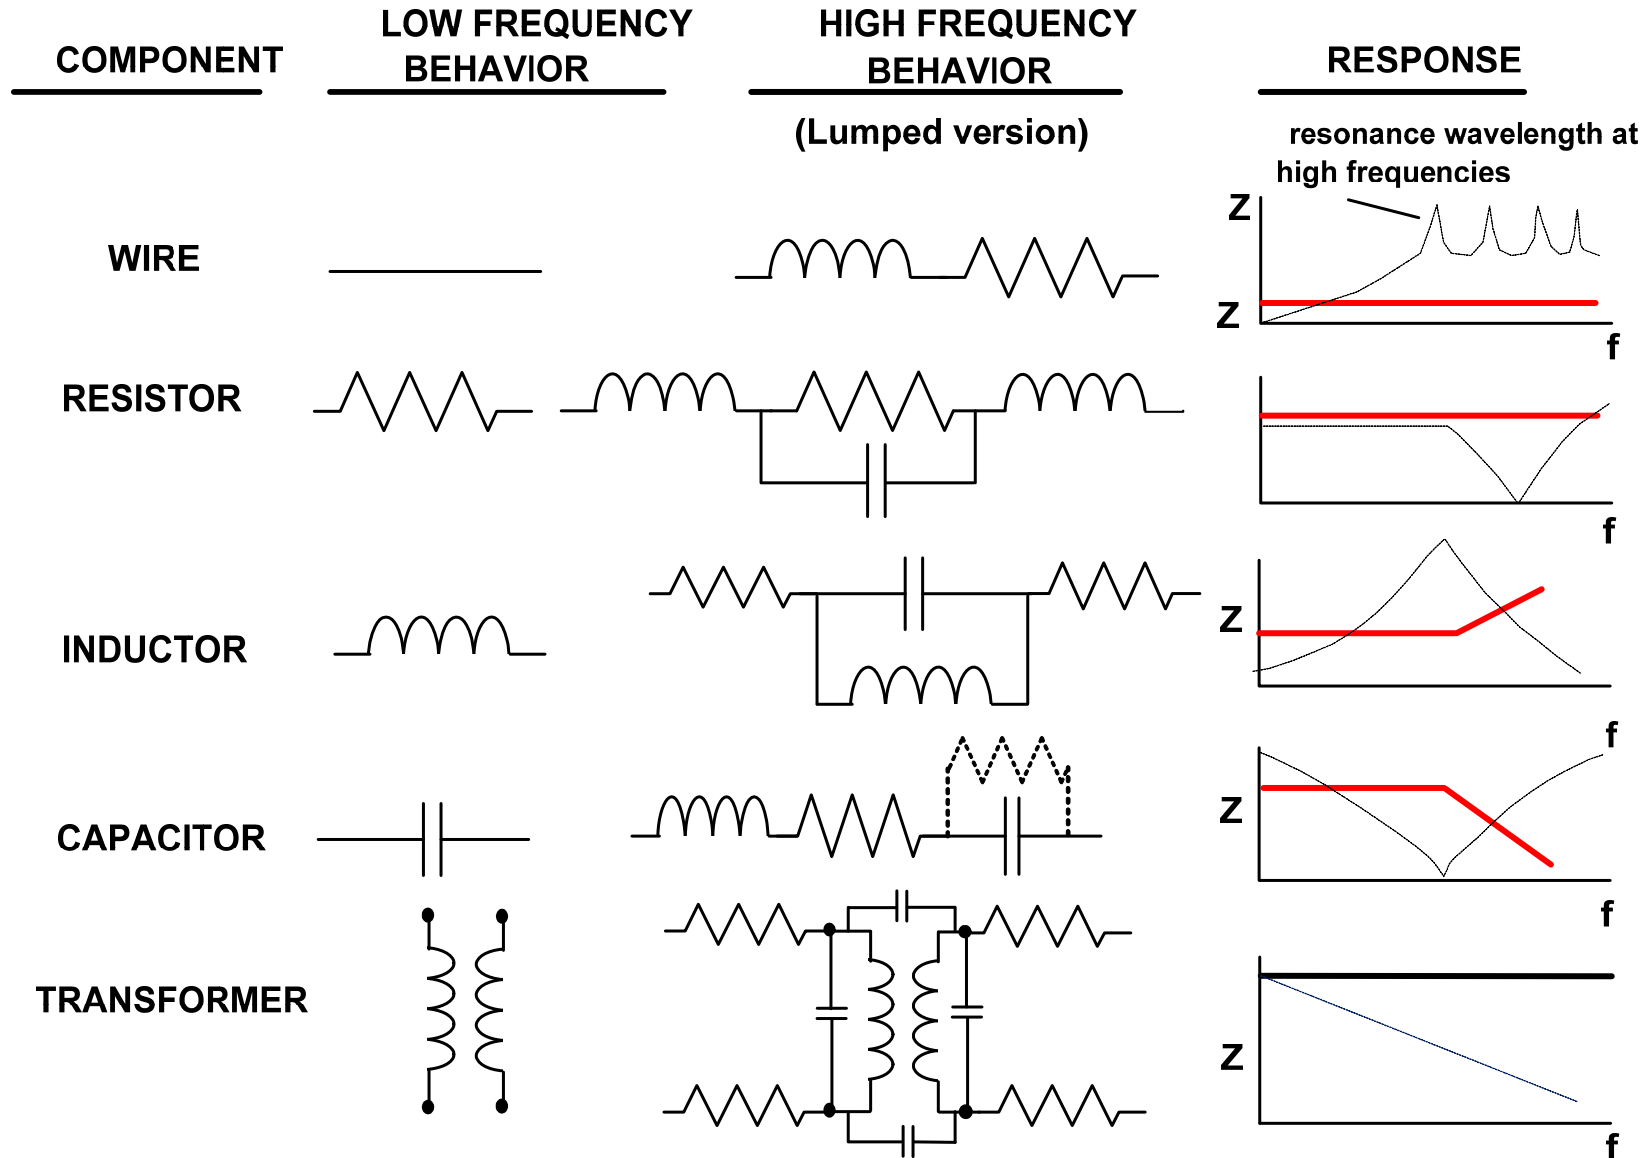 COMPONENT
LOW FREQUENCY
BEHAVIOR
HIGH FREQUENCY
BEHAVIOR
(Lumped version)
RESPONSE
resonance wavelength at
high frequencies
WIRE
Z
Z
f
RESISTOR
f
INDUCTOR
Z
f
CAPACITOR
Z
f
TRANSFORMER
Z
f